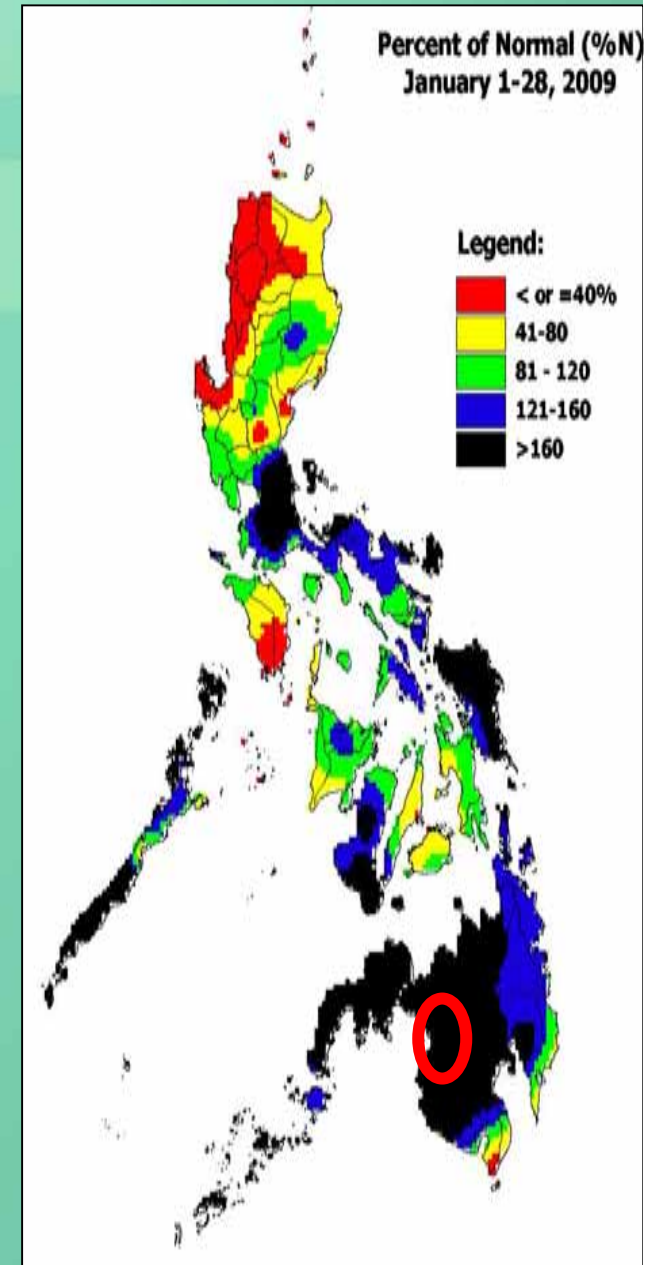 Percent of Normal (%N)
January 1-28, 2009
Legend:
< or =40%
41-80
81 - 120
121-160
>160